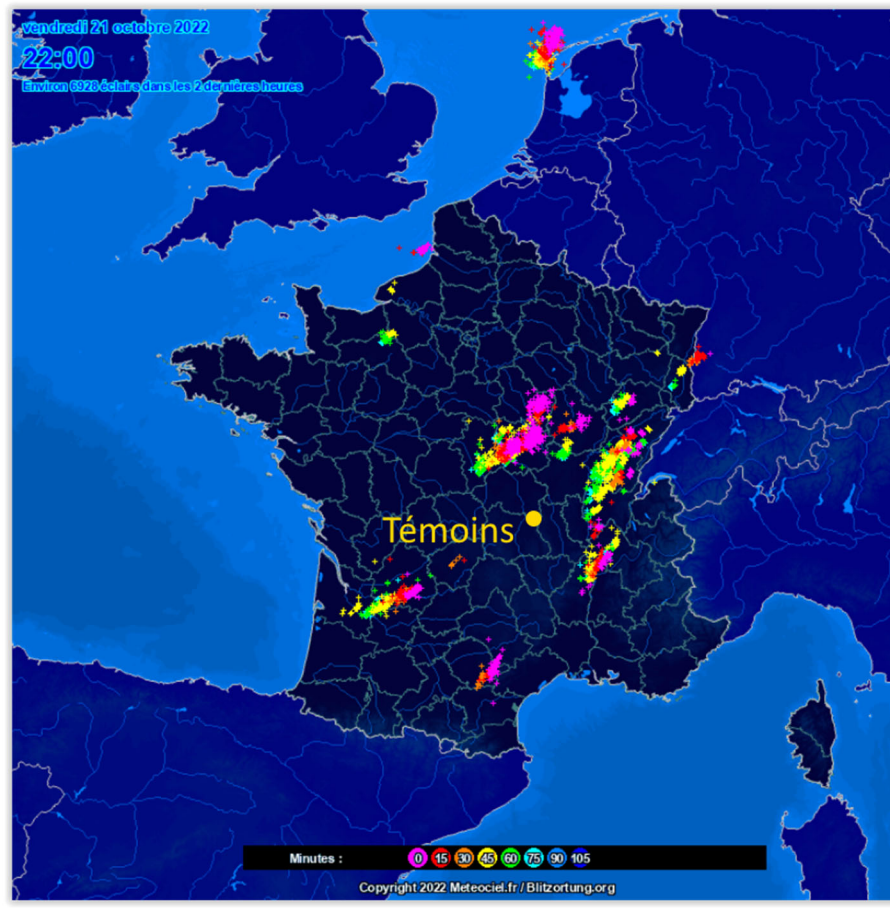 vendredi 21 octobre 2022
22:00
Environ 6928 éclairs dans les 2 dernières heures
Témoins
Minutes : 0 15 30 45 60 75 90 105
Copyright 2022 Meteociel.fr / Blitzortung.org